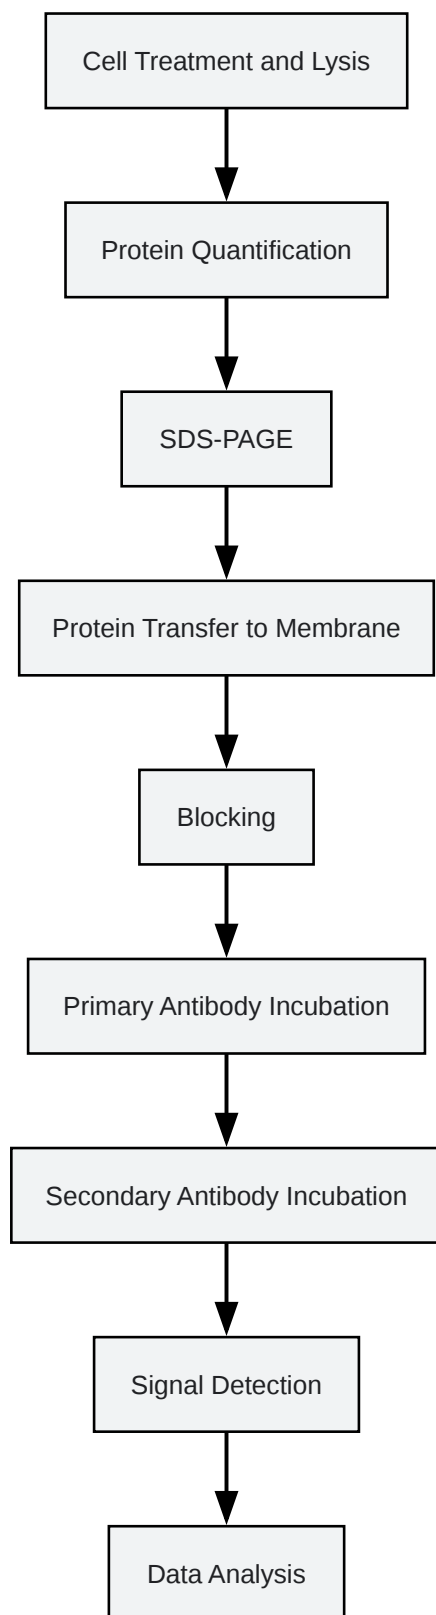 Cell Treatment and Lysis
Protein Quantification
SDS-PAGE
Protein Transfer to Membrane
Blocking
Primary Antibody Incubation
Secondary Antibody Incubation
Signal Detection
Data Analysis